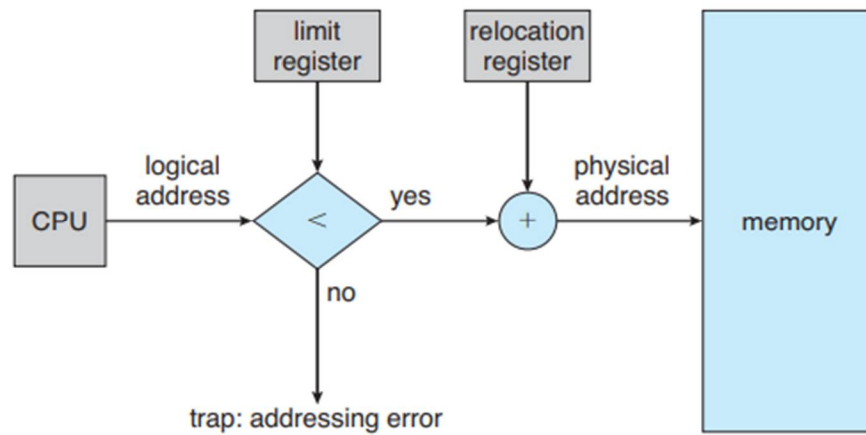 limit
register
relocation
register
logical
address
physical
address
CPU
<
yes
+
memory
no
trap: addressing error